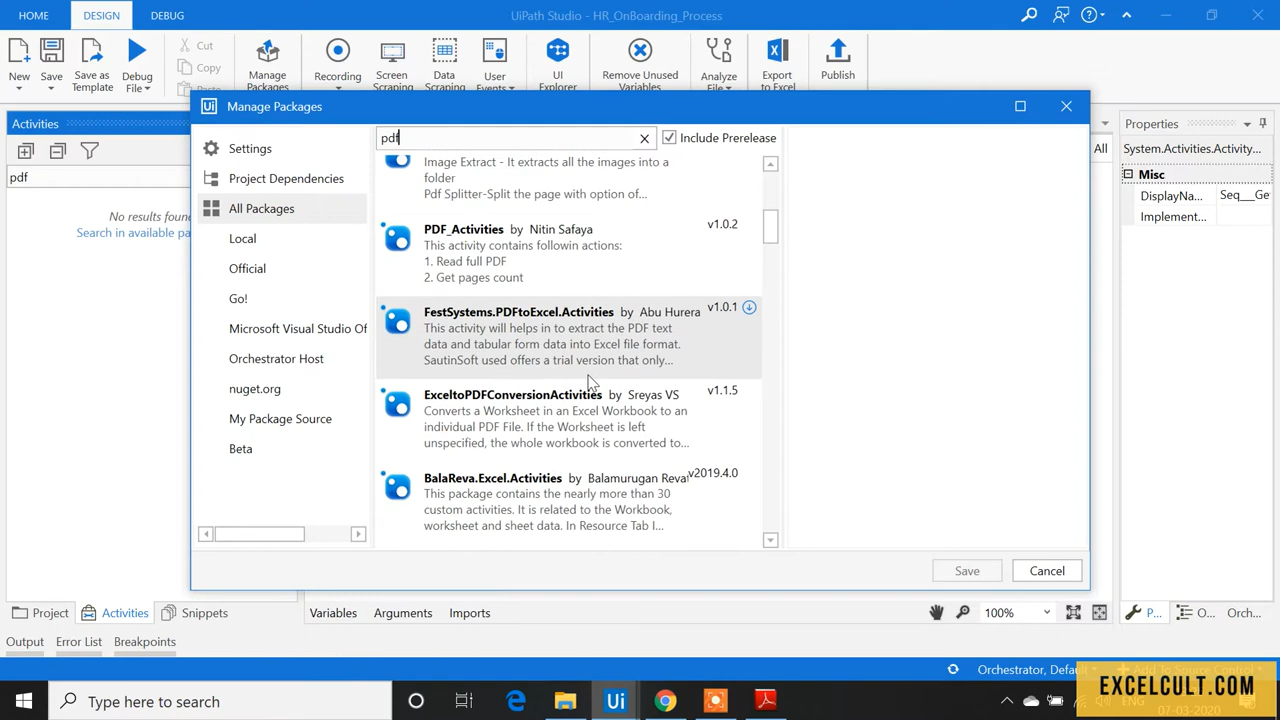 HOME
DESIGN
DEBUG
UiPath Studio - HR_OnBoarding_Process
New
Save
Save as
Template
Debug
File
Cut
Copy
Manage
Packages
Recording
Screen
Scraping
Data
Scraping
User
Events
UI
Explorer
Remove Unused
Variables
Analyze
File
Export
to Excel
Publish
Activities
pdf
No results foun
Search in available pa
Manage Packages
Settings
Project Dependencies
All Packages
Local
Official
Go!
Microsoft Visual Studio Of
Orchestrator Host
nuget.org
My Package Source
Beta
pdf
Include Prerelease
Image Extract - It extracts all the images into a
folder
Pdf Splitter-Split the page with option of...
PDF_Activities by Nitin Safaya
v1.0.2
This activity contains followin actions:
1. Read full PDF
2. Get pages count
FestSystems.PDFtoExcel.Activities by Abu Hurera
v1.0.1
This activity will helps in to extract the PDF text
data and tabular form data into Excel file format.
SautinSoft used offers a trial version that only...
ExceltoPDFConversionActivities by Sreyas VS
v1.1.5
Converts a Worksheet in an Excel Workbook to an
individual PDF File. If the Worksheet is left
unspecified, the whole workbook is converted to...
BalaReva.Excel.Activities by Balamurugan Reva
v2019.4.0
This package contains the nearly more than 30
custom activities. It is related to the Workbook,
worksheet and sheet data. In Resource Tab I...
Save
Cancel
All
Properties
System.Activities.Activity...
Misc
DisplayNa...
Seq___Ge
Implement...
Project
Activities
Snippets
Variables
Arguments
Imports
100%
P...
O...
Orch...
Output
Error List
Breakpoints
Orchestrator, Default
Add To Source Control
Type here to search
Ui
ENG
07-03-2020
EXCELCULT.COM